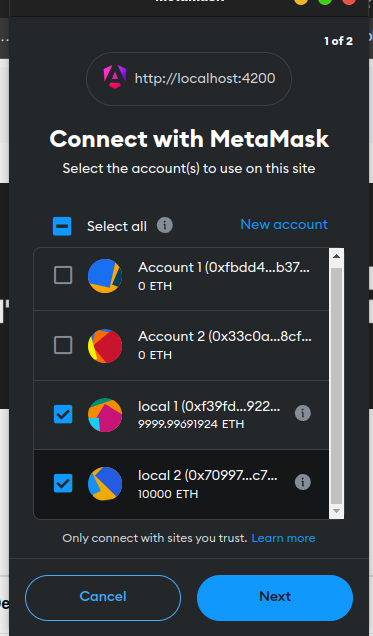 1 of 2
http://localhost:4200
Connect with MetaMask
Select the account(s) to use on this site
Select all
New account
Account 1 (0xfbdd4...b37...
0 ETH
Account 2 (0x33c0a...8cf...
0 ETH
local 1 (0xf39fd...922...
9999.99691924 ETH
local 2 (0x70997...c7...
10000 ETH
Only connect with sites you trust. Learn more
Cancel
Next